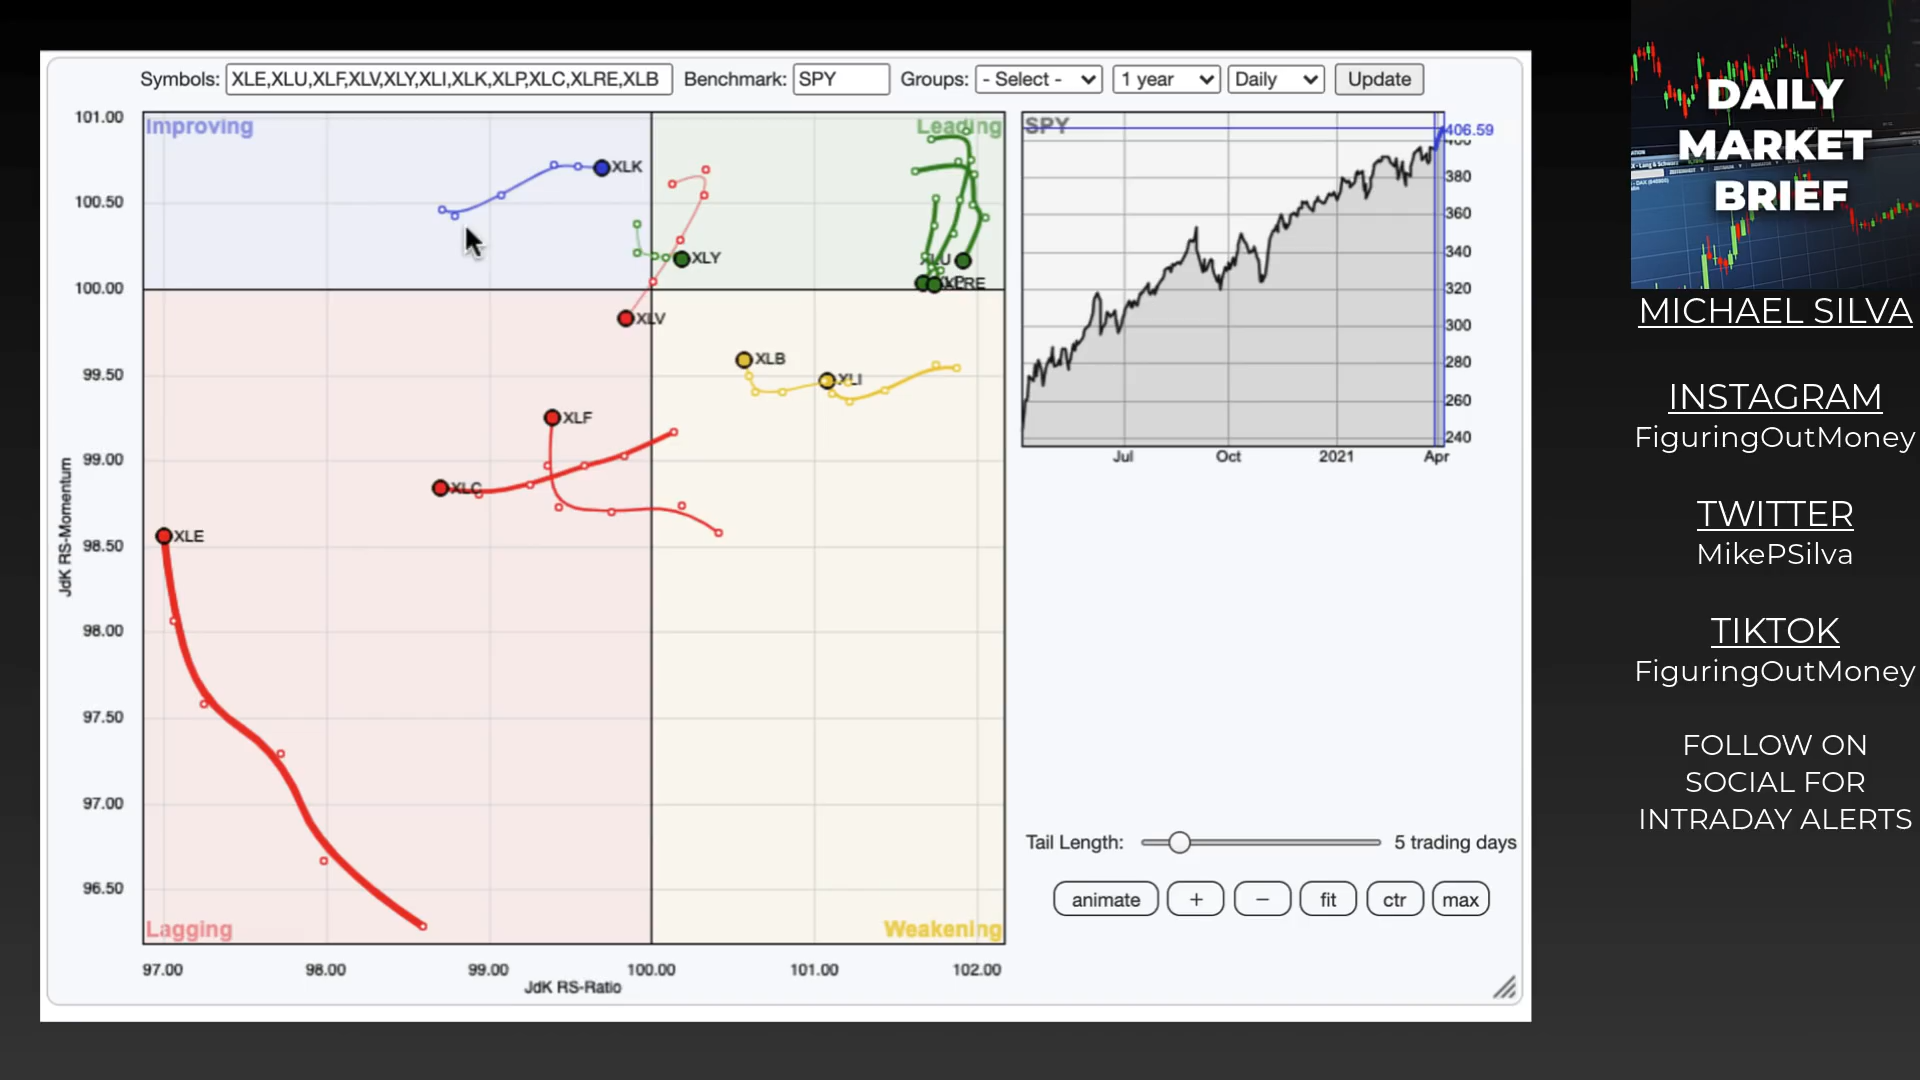 Symbols: XLE,XLU,XLF,XLV,XLY,XLI,XLK,XLP,XLC,XLRE,XLB Benchmark: SPY Groups: - Select - 1 year Daily Update
101.00
100.50
100.00
99.50
99.00
98.50
98.00
97.50
97.00
96.50
JdK RS-Momentum
Improving
Leading
Lagging
Weakening
XLK
XLY
XLU
XLRE
XLV
XLB
XLI
XLF
XLC
XLE
97.00 98.00 99.00 100.00 101.00 102.00
JdK RS-Ratio
SPY
406.59
400
380
360
340
320
300
280
260
240
Jul Oct 2021 Apr
Tail Length: 5 trading days
animate + − fit ctr max
DAILY
MARKET
BRIEF
MICHAEL SILVA
INSTAGRAM
FiguringOutMoney
TWITTER
MikePSilva
TIKTOK
FiguringOutMoney
FOLLOW ON
SOCIAL FOR
INTRADAY ALERTS